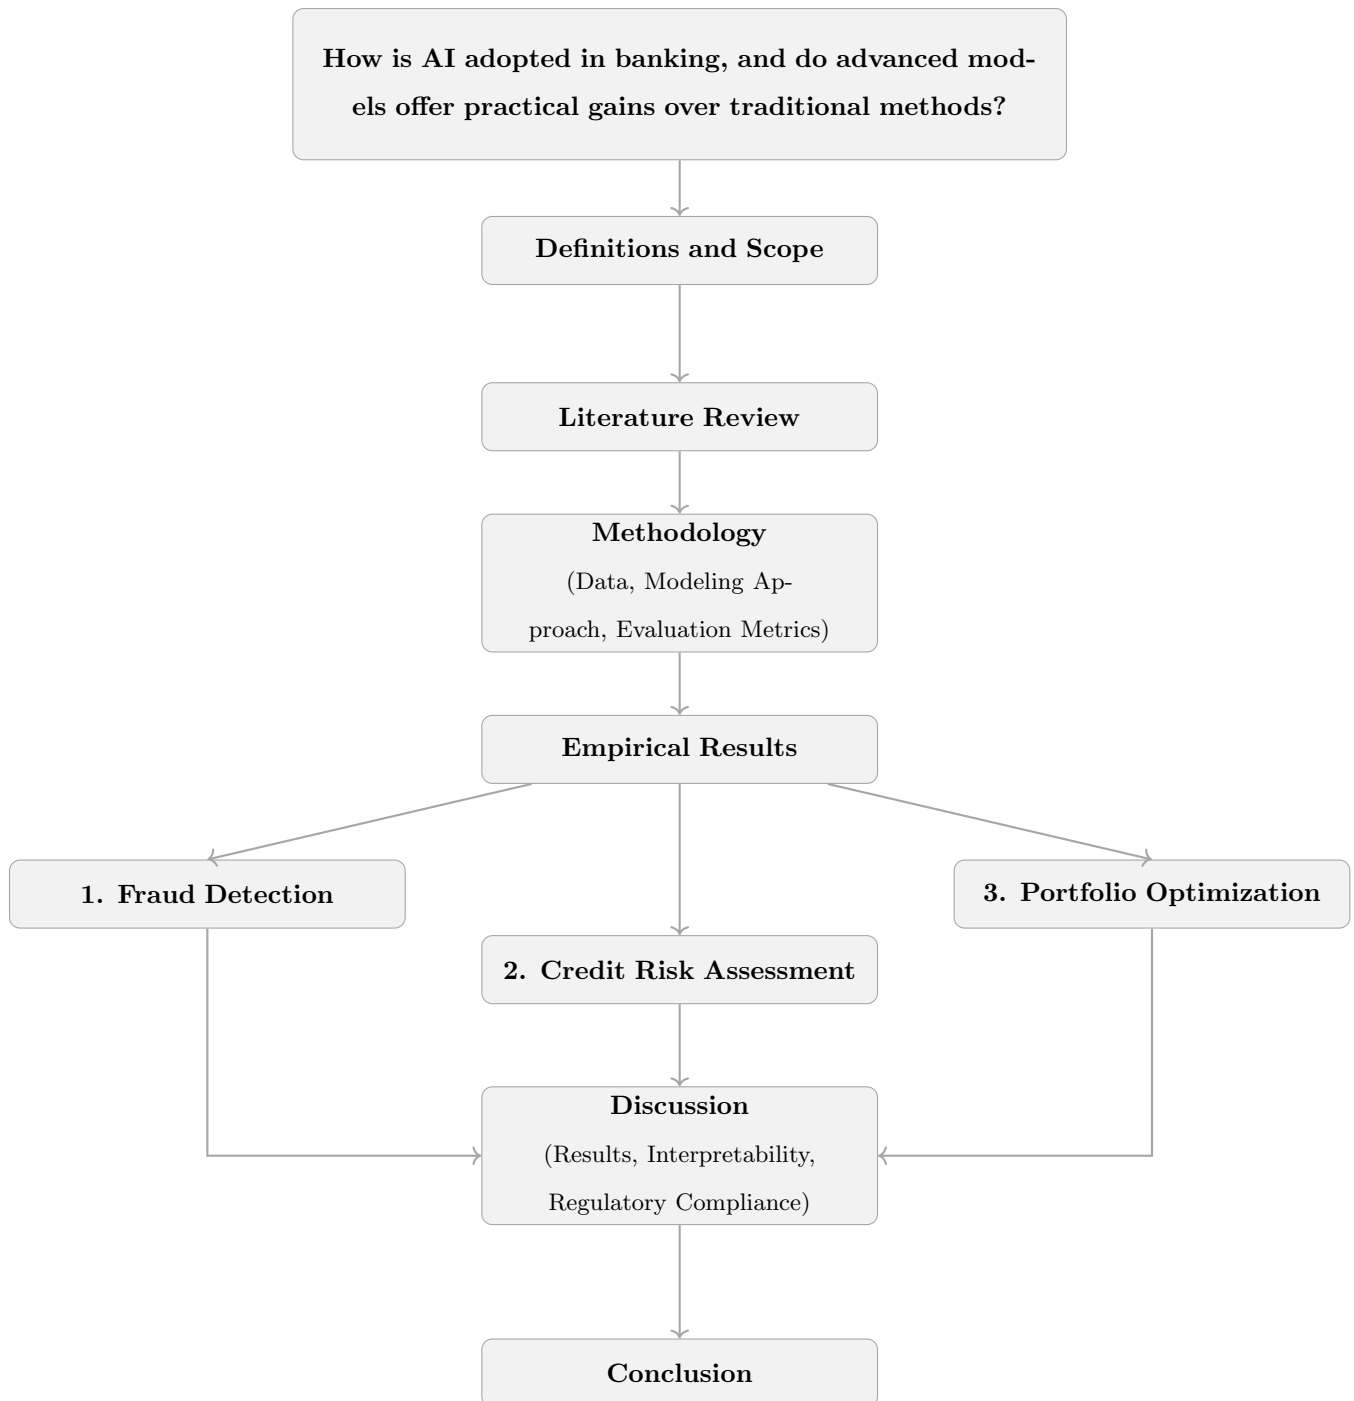 How is AI adopted in banking, and do advanced mod-
els offer practical gains over traditional methods?
Definitions and Scope
Literature Review
Methodology
(Data, Modeling Ap-
proach, Evaluation Metrics)
Empirical Results
1. Fraud Detection
3. Portfolio Optimization
2. Credit Risk Assessment
Discussion
(Results, Interpretability,
Regulatory Compliance)
Conclusion